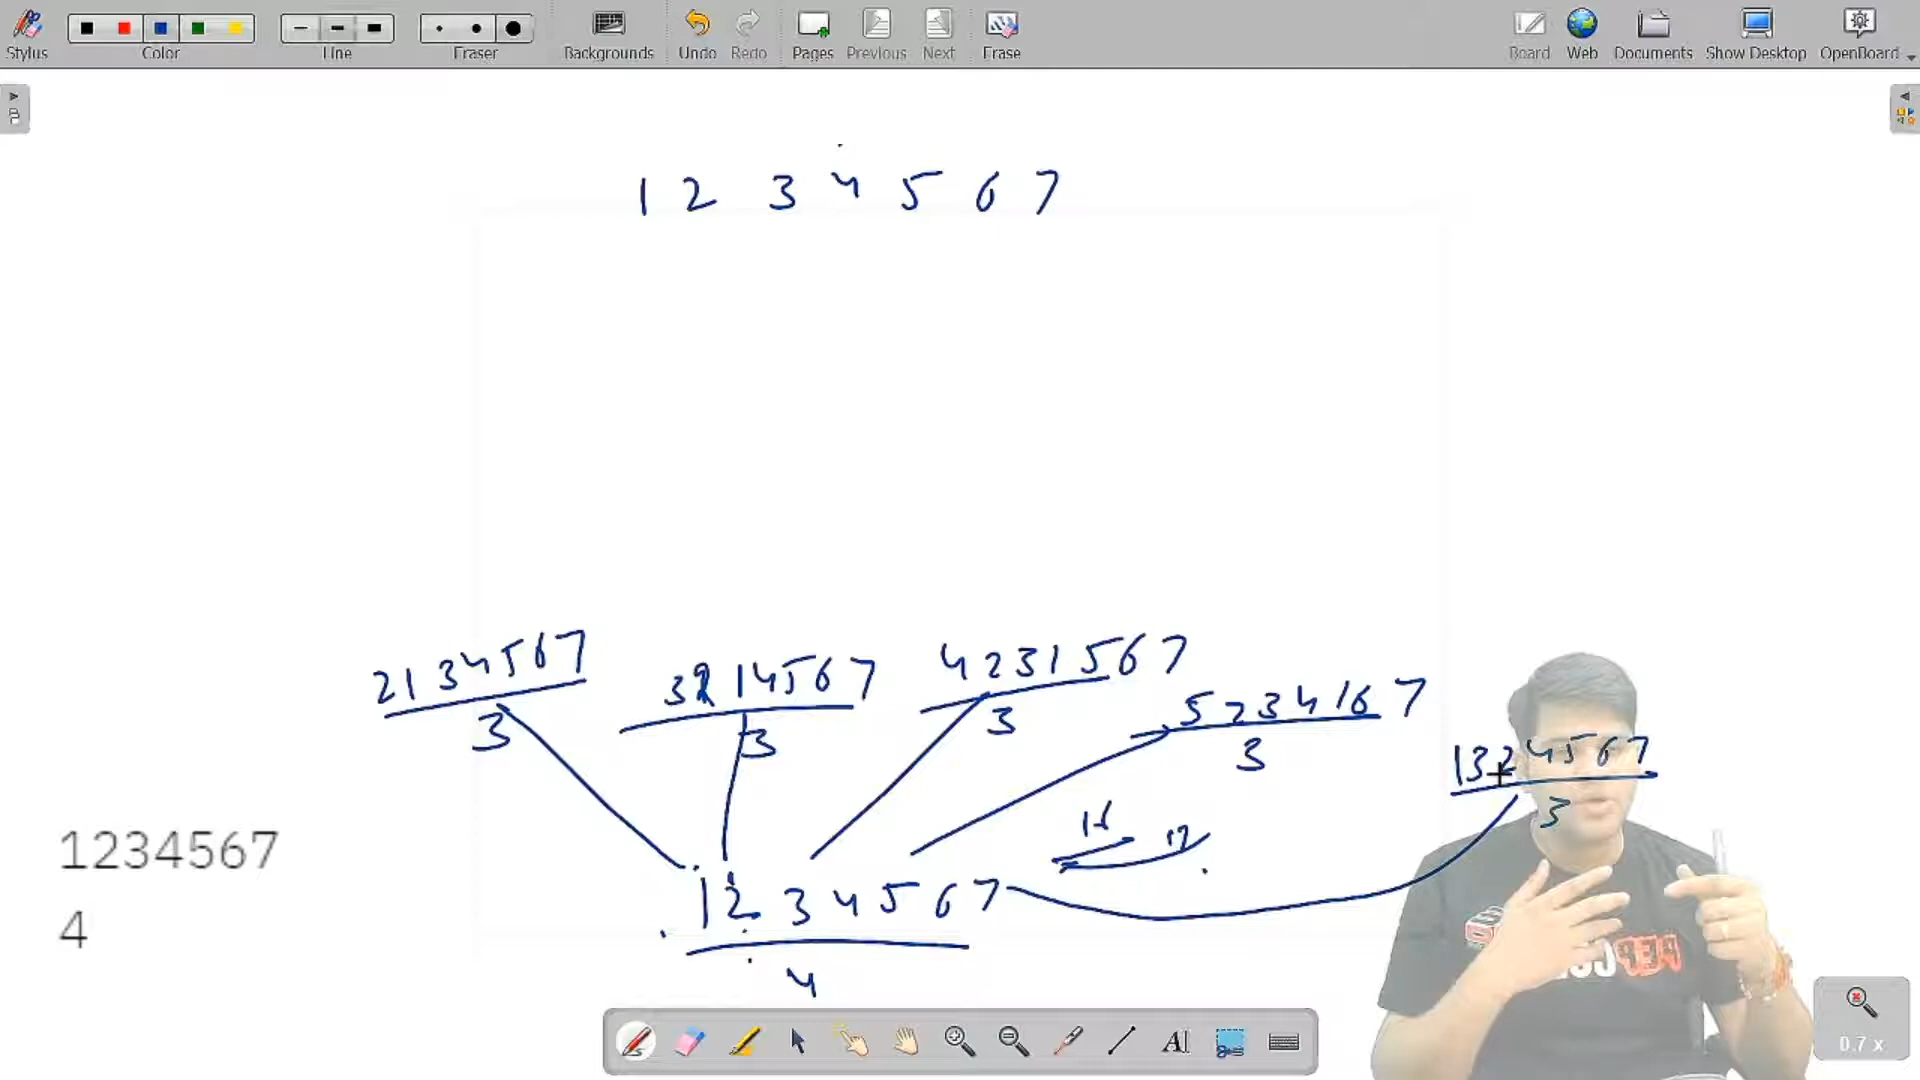 Stylus Color Line Eraser Backgrounds Undo Redo Pages Previous Next Erase Board Web Documents Show Desktop OpenBoard
1 2 3 4 5 6 7
2134567 3214567 4231567 5234167 1324567
3 3 3 3 3
1234567
4
1234567
4
0.7 x